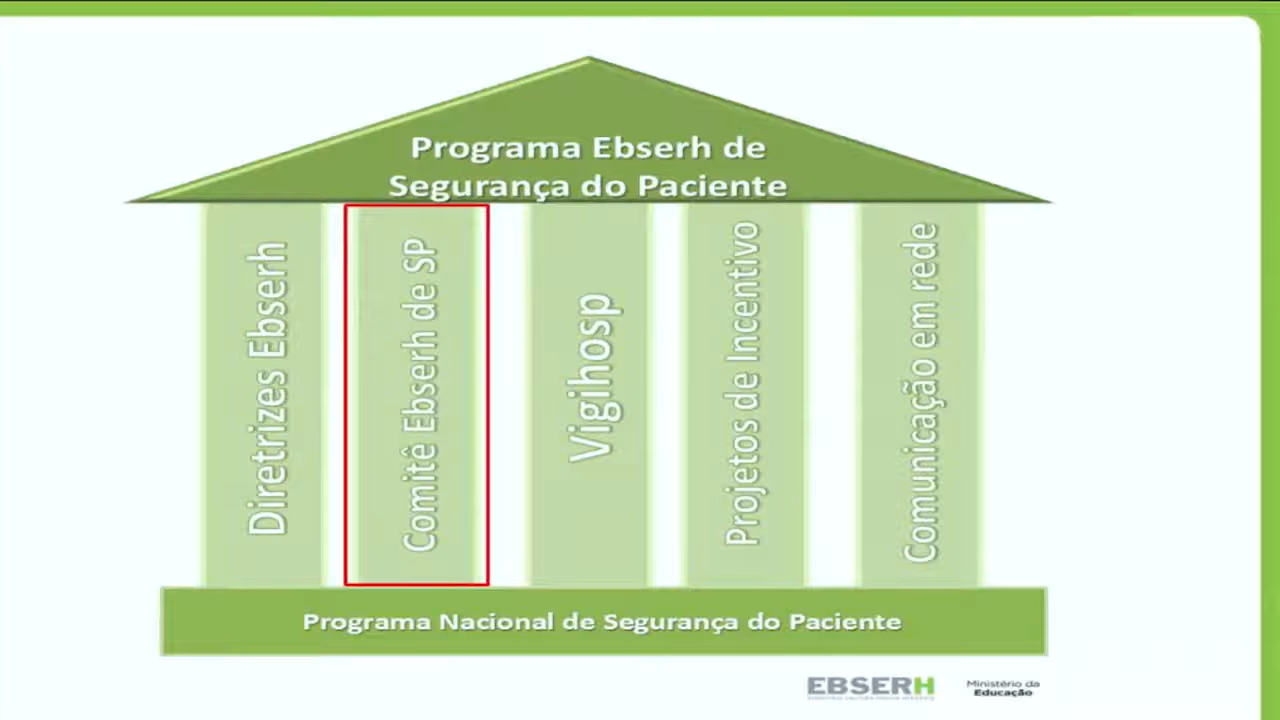 Programa Ebserh de
Segurança do Paciente
Diretrizes Ebserh
Comitê Ebserh de SP
Vigihosp
Projetos de Incentivo
Comunicação em rede
Programa Nacional de Segurança do Paciente
EBSERH
Ministério da
Educação